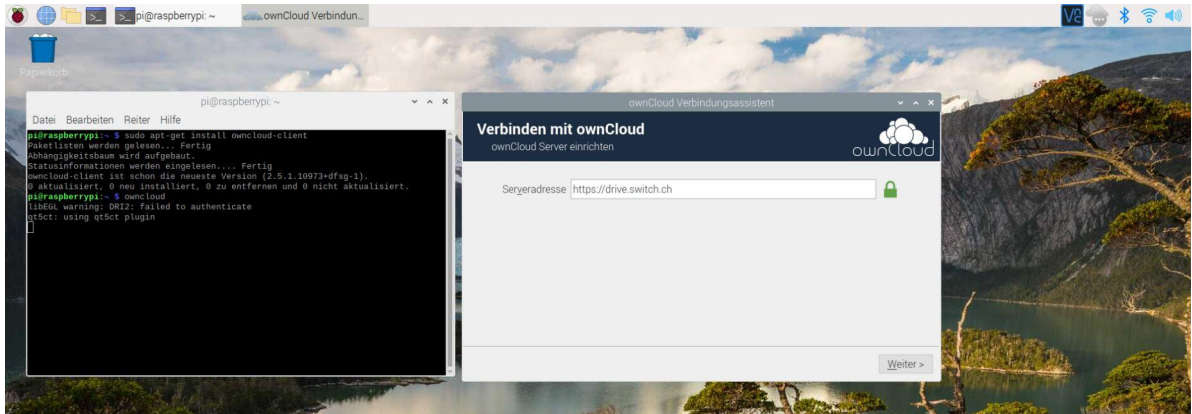 pi@raspberrypi: ~
ownCloud Verbindun...
V2
Papierkorb
pi@raspberrypi: ~
Datei Bearbeiten Reiter Hilfe
pi@raspberrypi:~ $ sudo apt-get install owncloud-client
Paketlisten werden gelesen... Fertig
Abhängigkeitsbaum wird aufgebaut.
Statusinformationen werden eingelesen.... Fertig
owncloud-client ist schon die neueste Version (2.5.1.10973+dfsg-1).
0 aktualisiert, 0 neu installiert, 0 zu entfernen und 0 nicht aktualisiert.
pi@raspberrypi:~ $ owncloud
libEGL warning: DRI2: failed to authenticate
qt5ct: using qt5ct plugin
ownCloud Verbindungsassistent
Verbinden mit ownCloud
ownCloud Server einrichten
ownCloud
Serveradresse https://drive.switch.ch
Weiter >